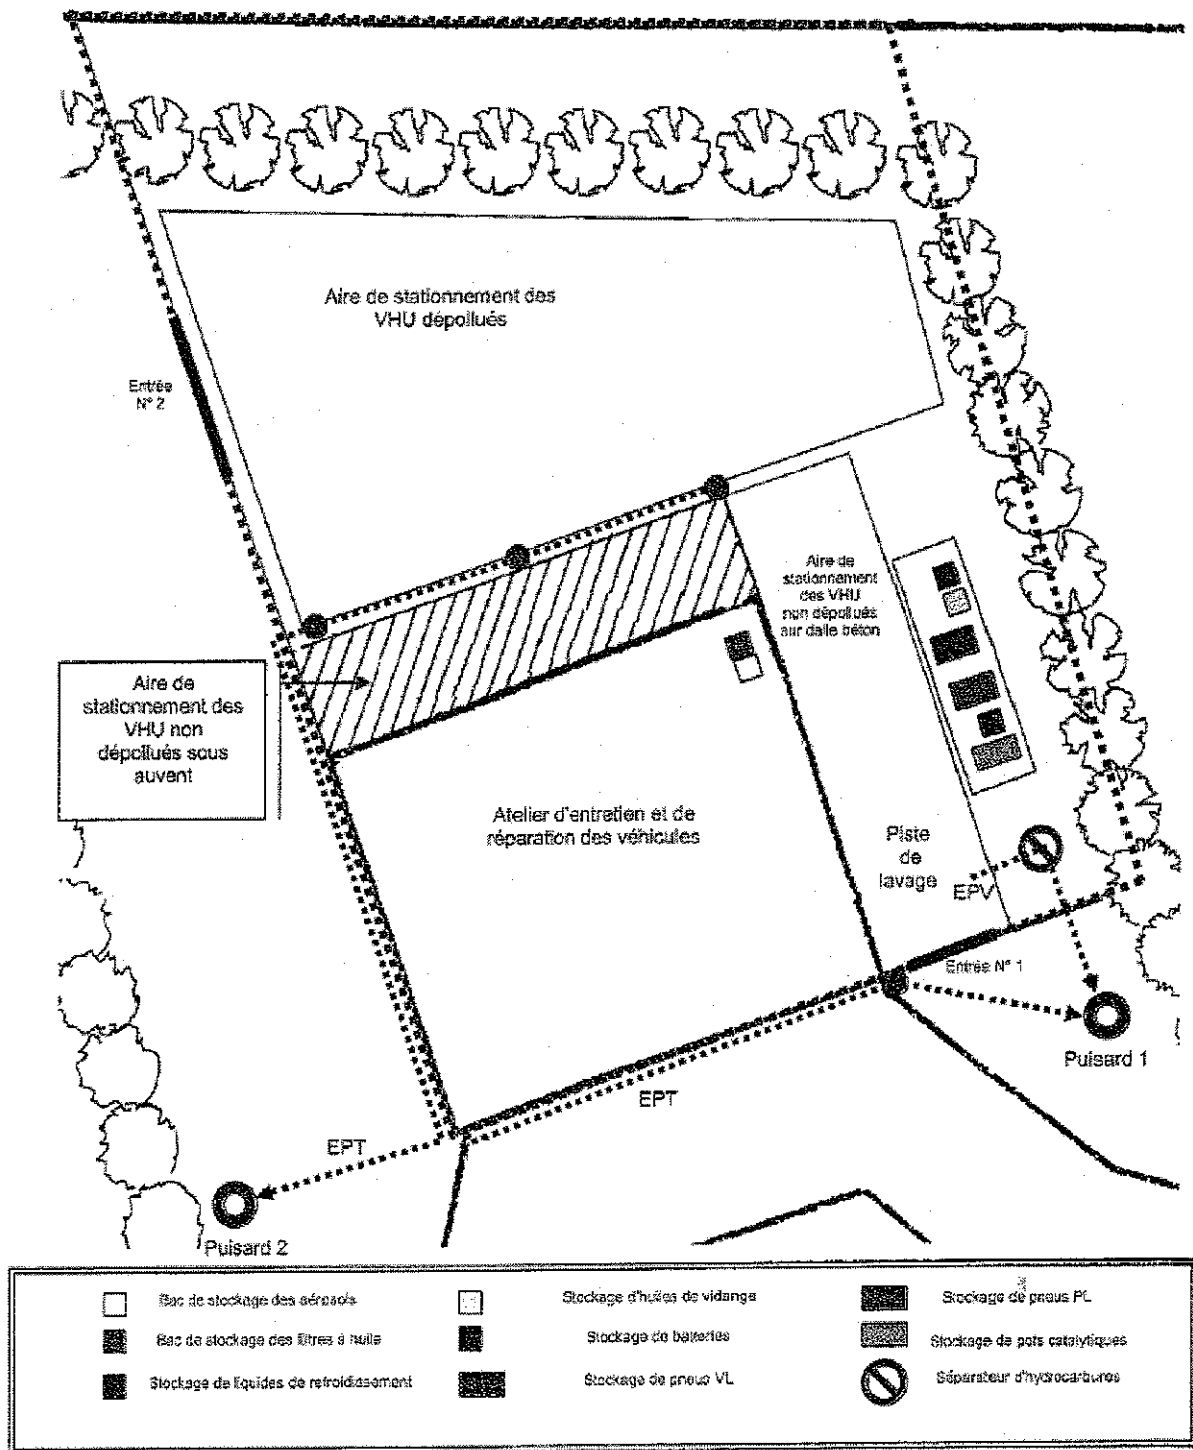 Aire de stationnement des
VHU dépollués
Entrée
N° 2
Aire de
stationnement
des VHU
non dépollués
sur dalle béton
Aire de
stationnement des
VHU non
dépollués sous
auvent
Atelier d'entretien et de
réparation des véhicules
Piste
de
lavage
EPV
Entrée N° 1
Puisard 1
EPT
EPT
Puisard 2
Bac de stockage des aérosols
Stockage d'huiles de vidange
Stockage de pneus PL
Bac de stockage des filtres à huile
Stockage de batteries
Stockage de pots catalytiques
Stockage de liquides de refroidissement
Stockage de pneus VL
Séparateur d'hydrocarbures